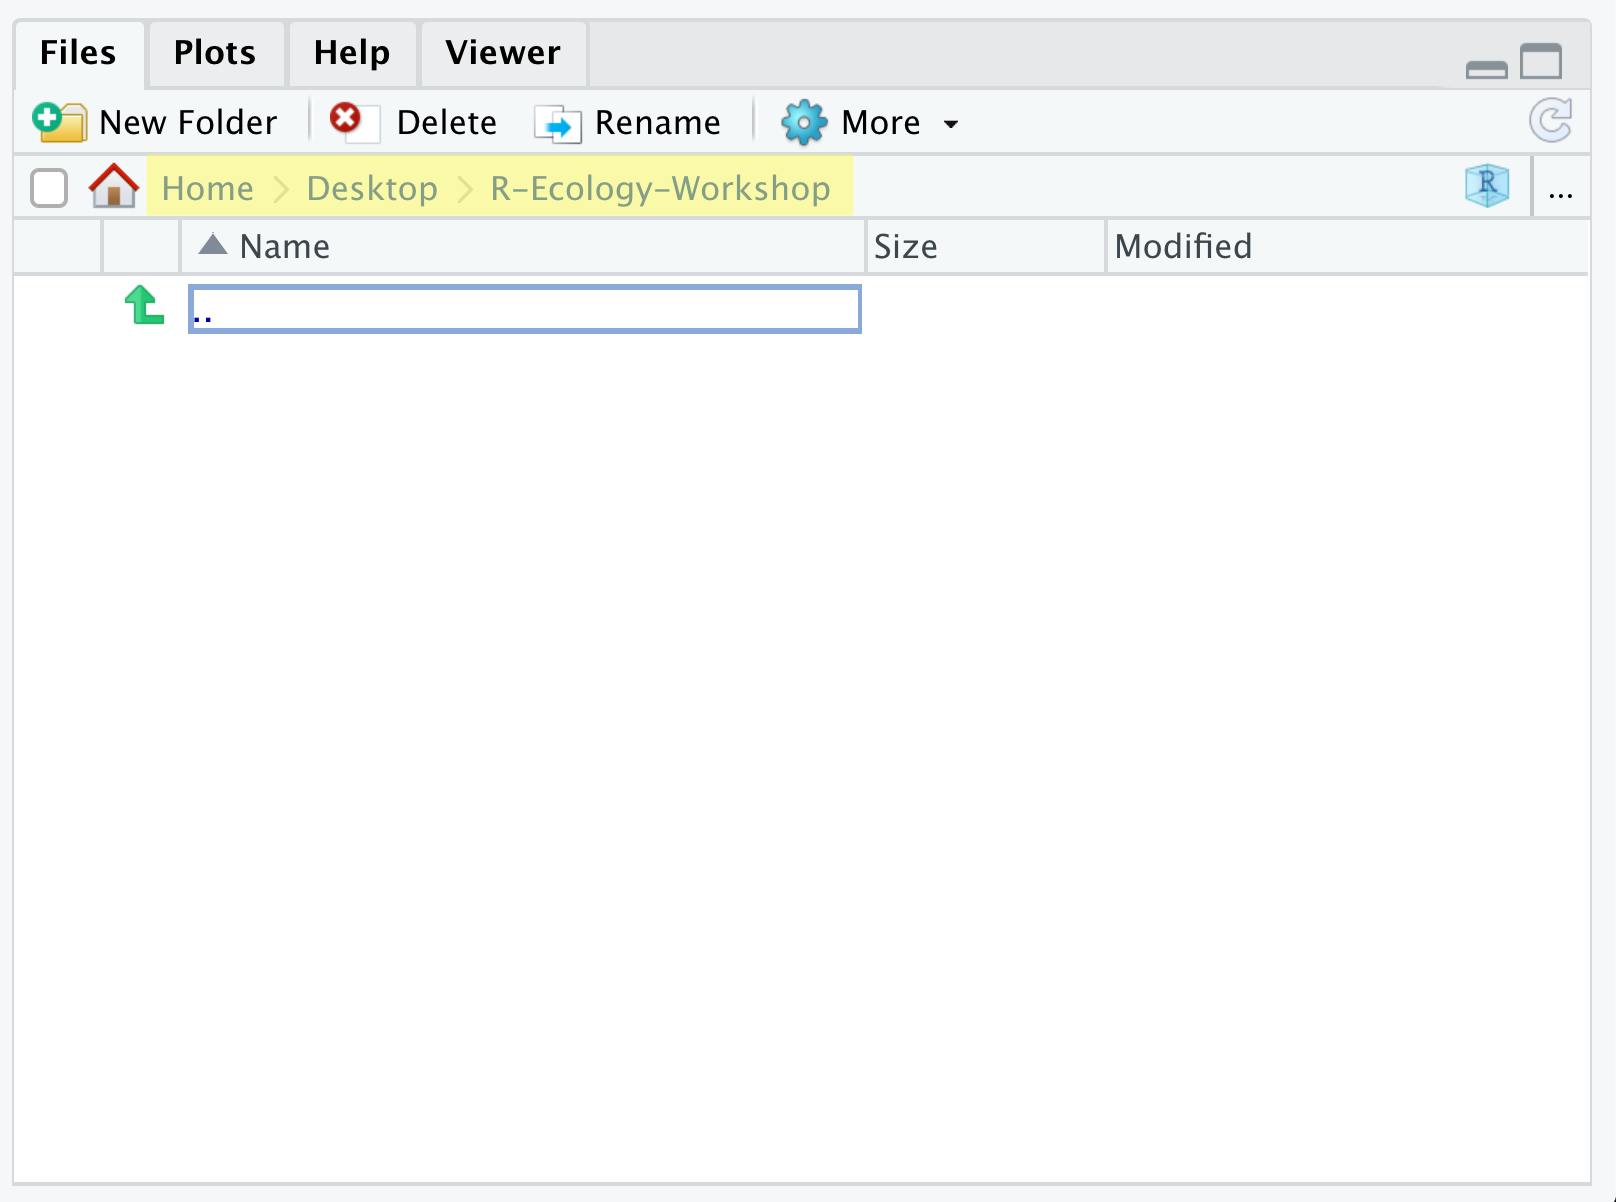 Files Plots Help Viewer
New Folder Delete Rename More
Home Desktop R-Ecology-Workshop R ...
Name Size Modified
..